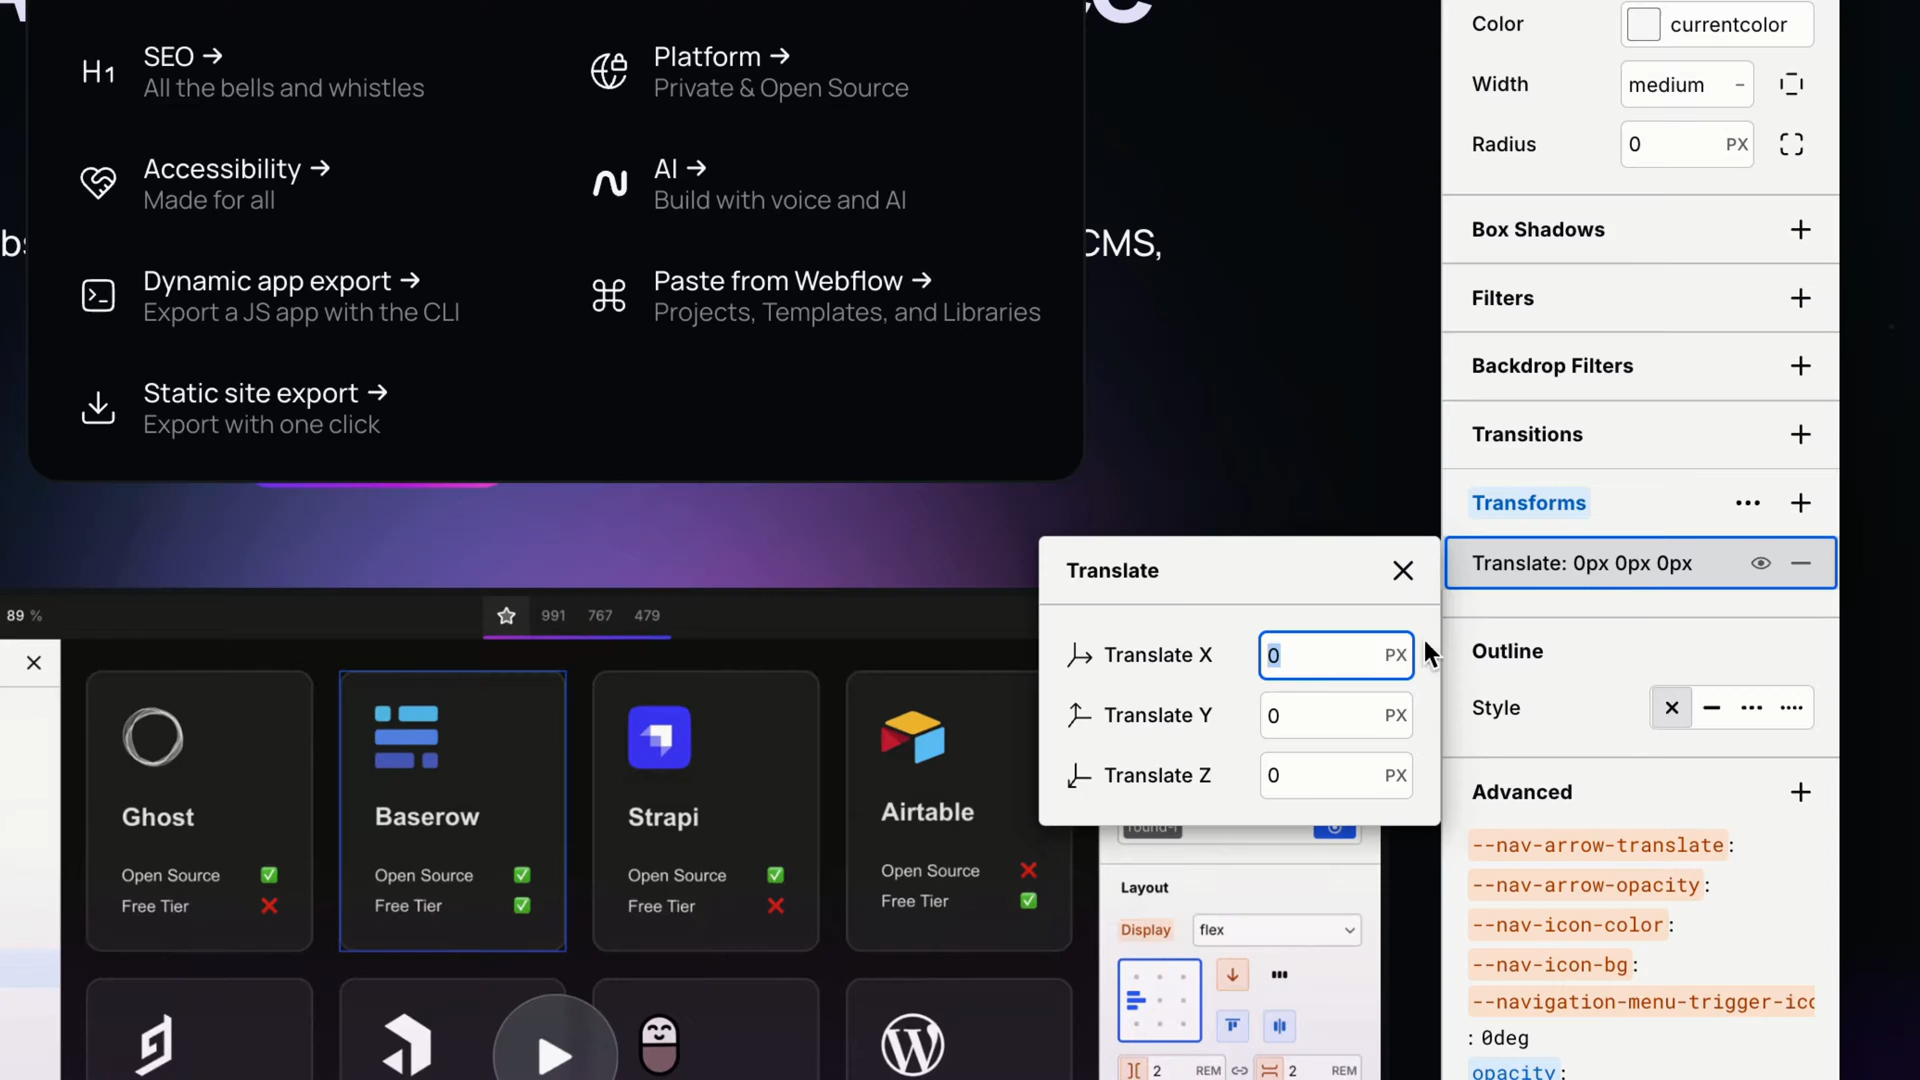 SEO →
All the bells and whistles
Platform →
Private & Open Source
Accessibility →
Made for all
AI →
Build with voice and AI
CMS,
Dynamic app export →
Export a JS app with the CLI
Paste from Webflow →
Projects, Templates, and Libraries
Static site export →
Export with one click
89 %
991 767 479
Ghost
Open Source
Free Tier
Baserow
Open Source
Free Tier
Strapi
Open Source
Free Tier
Airtable
Open Source
Free Tier
Translate
Translate X 0 PX
Translate Y 0 PX
Translate Z 0 PX
Layout
Display flex
2 REM 2 REM
Color currentcolor
Width medium –
Radius 0 PX
Box Shadows
Filters
Backdrop Filters
Transitions
Transforms
Translate: 0px 0px 0px
Outline
Style
Advanced
--nav-arrow-translate:
--nav-arrow-opacity:
--nav-icon-color:
--nav-icon-bg:
--navigation-menu-trigger-ico
: 0deg
opacity: